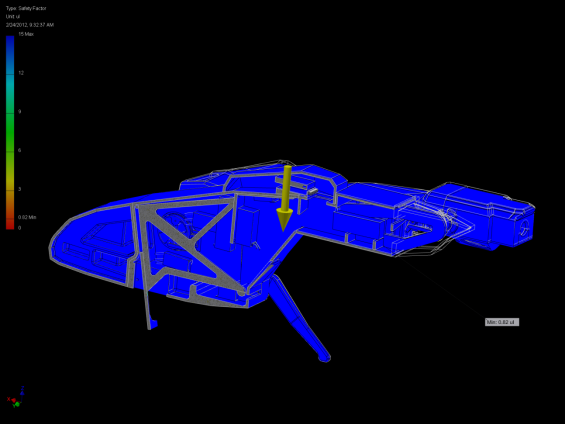 Type: Safety Factor
Unit: ul
2/24/2012, 9:32:37 AM
15 Max
12
9
6
3
0.82 Min
0
Min: 0.82 ul